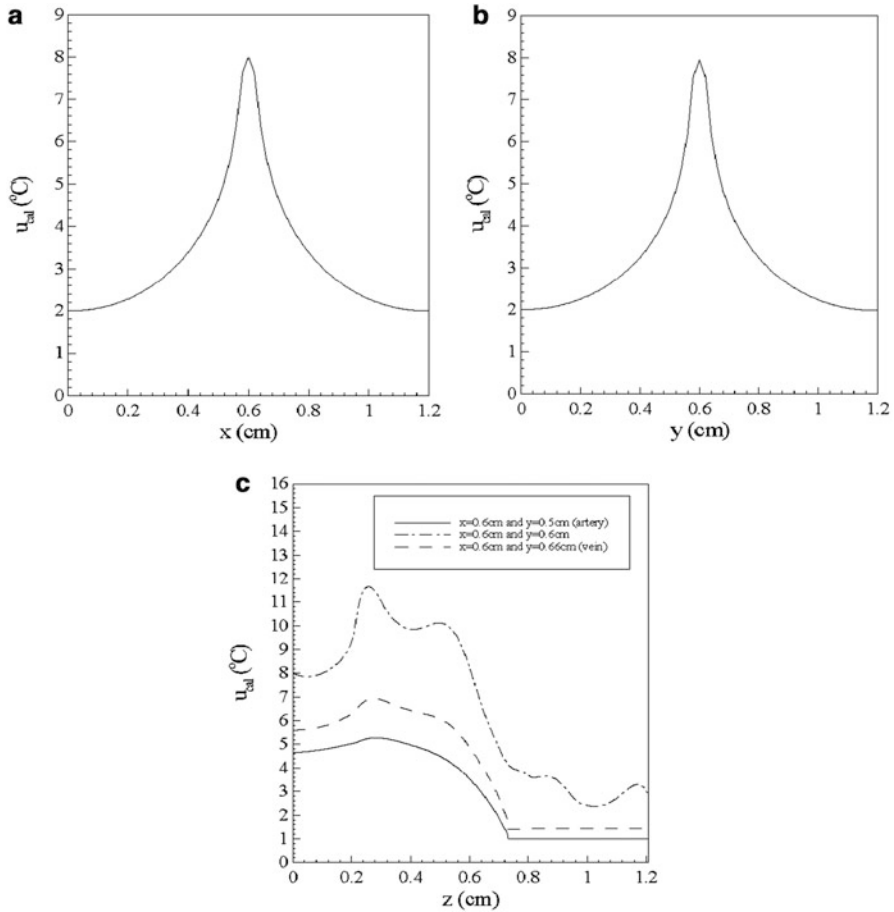 a
9
8
7
6
5
4
3
2
1
0
u_cal (°C)
0 0.2 0.4 0.6 0.8 1 1.2
x (cm)
b
9
8
7
6
5
4
3
2
1
0
u_cal (°C)
0 0.2 0.4 0.6 0.8 1 1.2
y (cm)
c
16
15
14
13
12
11
10
9
8
7
6
5
4
3
2
1
0
u_cal (°C)
x=0.6cm and y=0.5cm (artery)
x=0.6cm and y=0.6cm
x=0.6cm and y=0.66cm (vein)
0 0.2 0.4 0.6 0.8 1 1.2
z (cm)